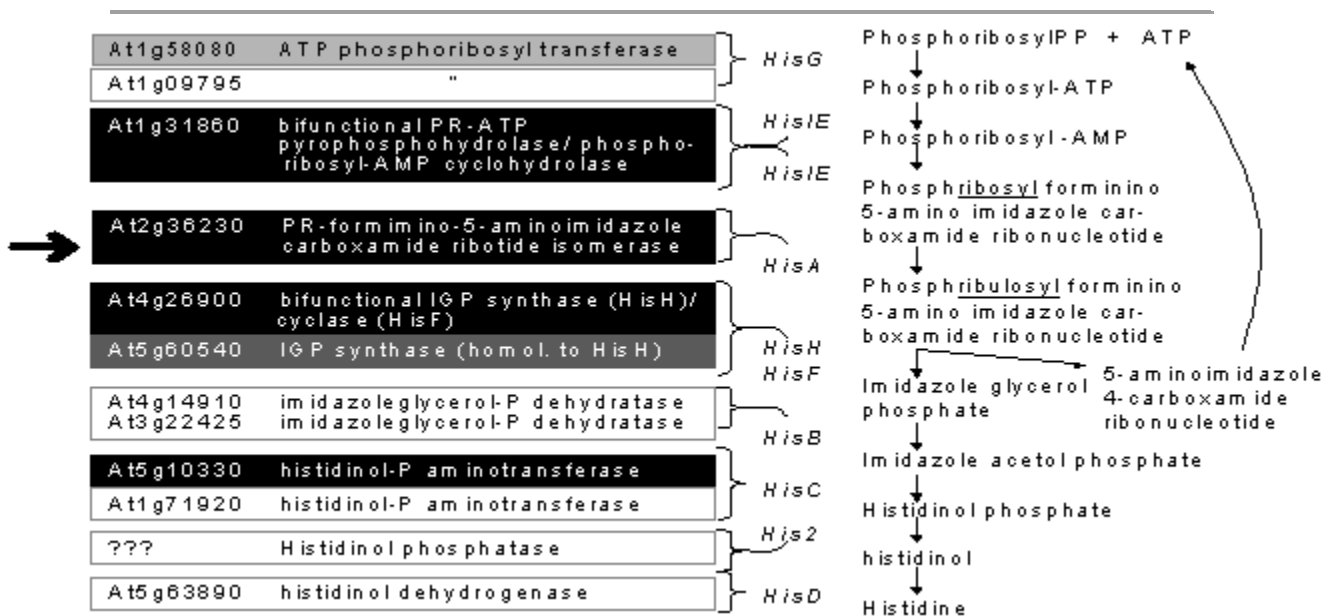 At1g58080 ATP phosphoribosyl transferase
At1g09795 "
HisG
At1g31860 bifunctional PR-ATP
pyrophosphohydrolase/ phospho-
ribosyl-AMP cyclohydrolase
HisIE
HisIE
At2g36230 PR-formimino-5-aminoimidazole
carboxamide ribotide isomerase
HisA
At4g26900 bifunctional IGP synthase (HisH)/
cyclase (HisF)
At5g60540 IGP synthase (homol. to HisH)
HisH
HisF
At4g14910 imidazoleglycerol-P dehydratase
At3g22425 imidazoleglycerol-P dehydratase
HisB
At5g10330 histidinol-P aminotransferase
At1g71920 histidinol-P aminotransferase
HisC
??? Histidinol phosphatase
His2
At5g63890 histidinol dehydrogenase
HisD
PhosphoribosylPP + ATP
Phosphoribosyl-ATP
Phosphoribosyl-AMP
Phosphribosyl forminino
5-amino imidazole car-
boxamide ribonucleotide
Phosphribulosyl forminino
5-amino imidazole car-
boxamide ribonucleotide
Imidazole glycerol
phosphate
5-aminoimidazole
4-carboxamide
ribonucleotide
Imidazole acetol phosphate
Histidinol phosphate
histidinol
Histidine